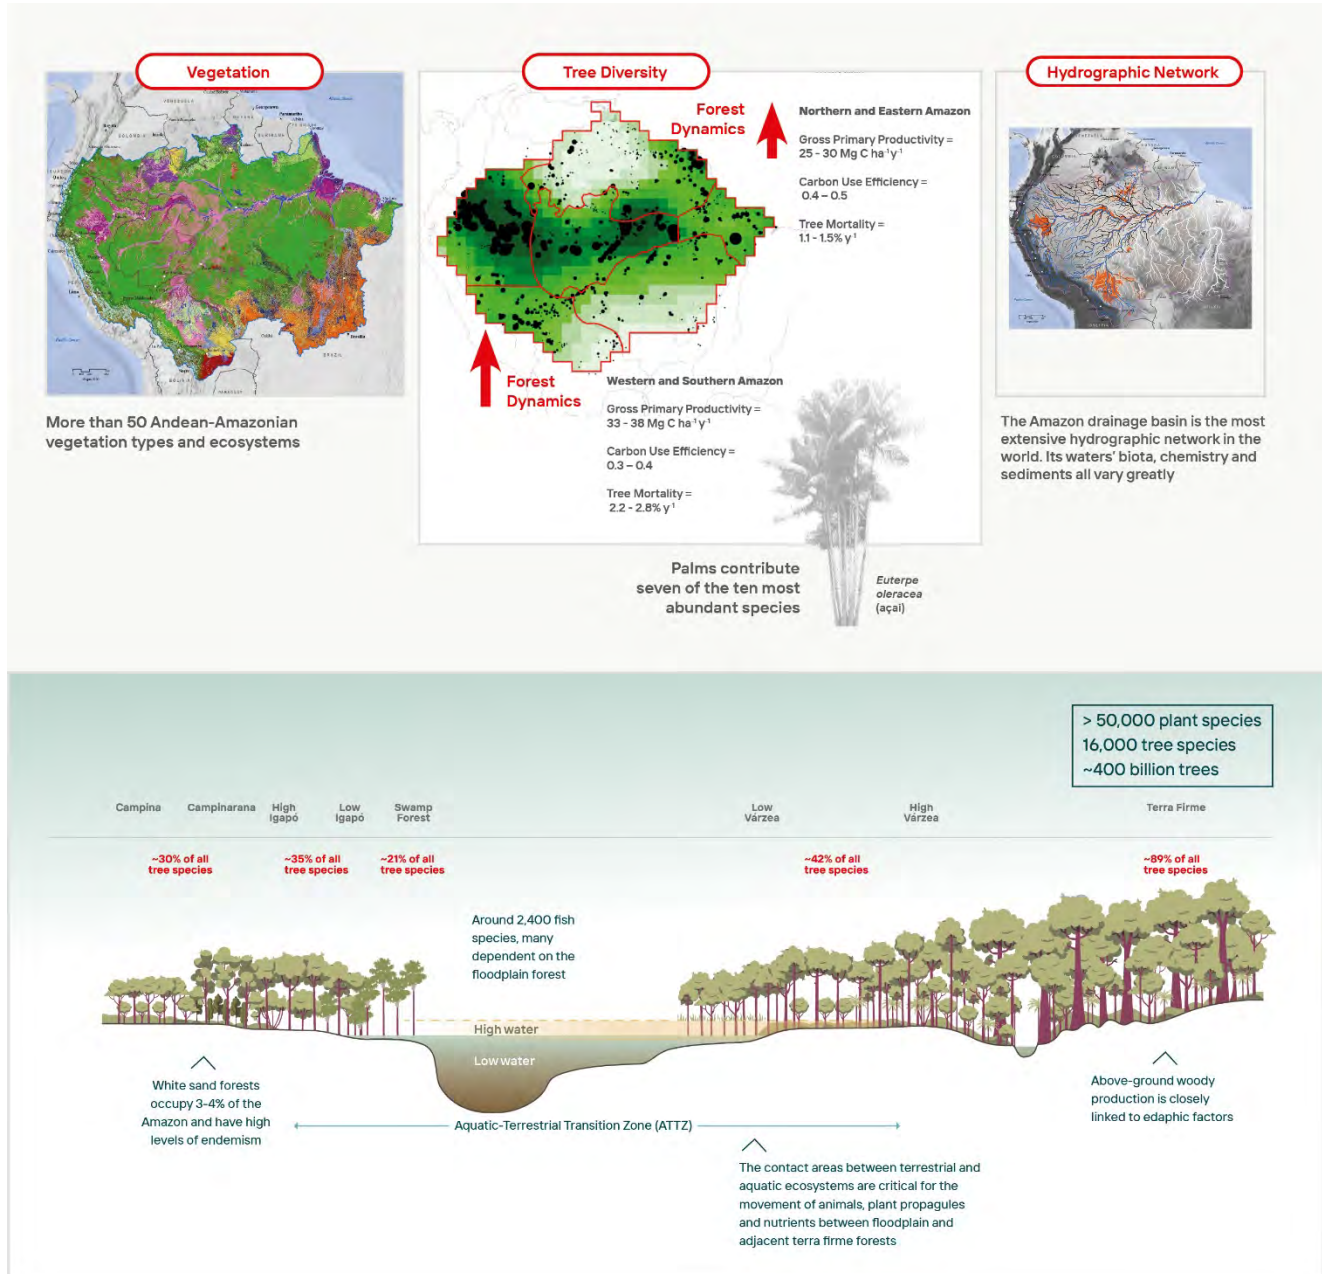 Vegetation
More than 50 Andean-Amazonian
vegetation types and ecosystems
Tree Diversity
Forest
Dynamics
Northern and Eastern Amazon
Gross Primary Productivity =
25 - 30 Mg C ha⁻¹y⁻¹
Carbon Use Efficiency =
0.4 – 0.5
Tree Mortality =
1.1 - 1.5% y⁻¹
Forest
Dynamics
Western and Southern Amazon
Gross Primary Productivity =
33 - 38 Mg C ha⁻¹y⁻¹
Carbon Use Efficiency =
0.3 – 0.4
Tree Mortality =
2.2 - 2.8% y⁻¹
Palms contribute
seven of the ten most
abundant species
Euterpe
oleracea
(açai)
Hydrographic Network
The Amazon drainage basin is the most
extensive hydrographic network in the
world. Its waters' biota, chemistry and
sediments all vary greatly
> 50,000 plant species
16,000 tree species
~400 billion trees
Campina
Campinarana
High
Igapó
Low
Igapó
Swamp
Forest
Low
Várzea
High
Várzea
Terra Firme
~30% of all
tree species
~35% of all
tree species
~21% of all
tree species
~42% of all
tree species
~89% of all
tree species
Around 2,400 fish
species, many
dependent on the
floodplain forest
High water
Low water
White sand forests
occupy 3-4% of the
Amazon and have high
levels of endemism
Aquatic-Terrestrial Transition Zone (ATTZ)
The contact areas between terrestrial and
aquatic ecosystems are critical for the
movement of animals, plant propagules
and nutrients between floodplain and
adjacent terra firme forests
Above-ground woody
production is closely
linked to edaphic factors